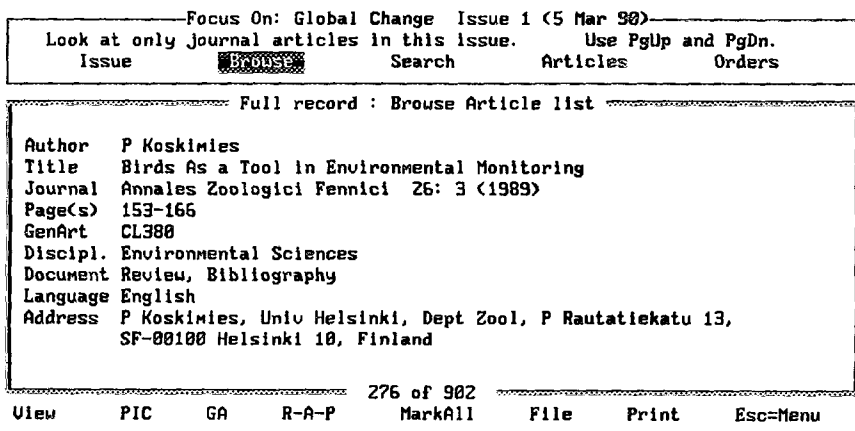 Focus On: Global Change Issue 1 (5 Mar 90)
Look at only journal articles in this issue. Use PgUp and PgDn.
Issue Browse Search Articles Orders
Full record : Browse Article list
Author P Koskimies
Title Birds As a Tool in Environmental Monitoring
Journal Annales Zoologici Fennici 26: 3 (1989)
Page(s) 153-166
GenArt CL380
Discipl. Environmental Sciences
Document Review, Bibliography
Language English
Address P Koskimies, Univ Helsinki, Dept Zool, P Rautatiekatu 13,
SF-00100 Helsinki 10, Finland
276 of 902
View PIC GA R-A-P MarkAll File Print Esc=Menu